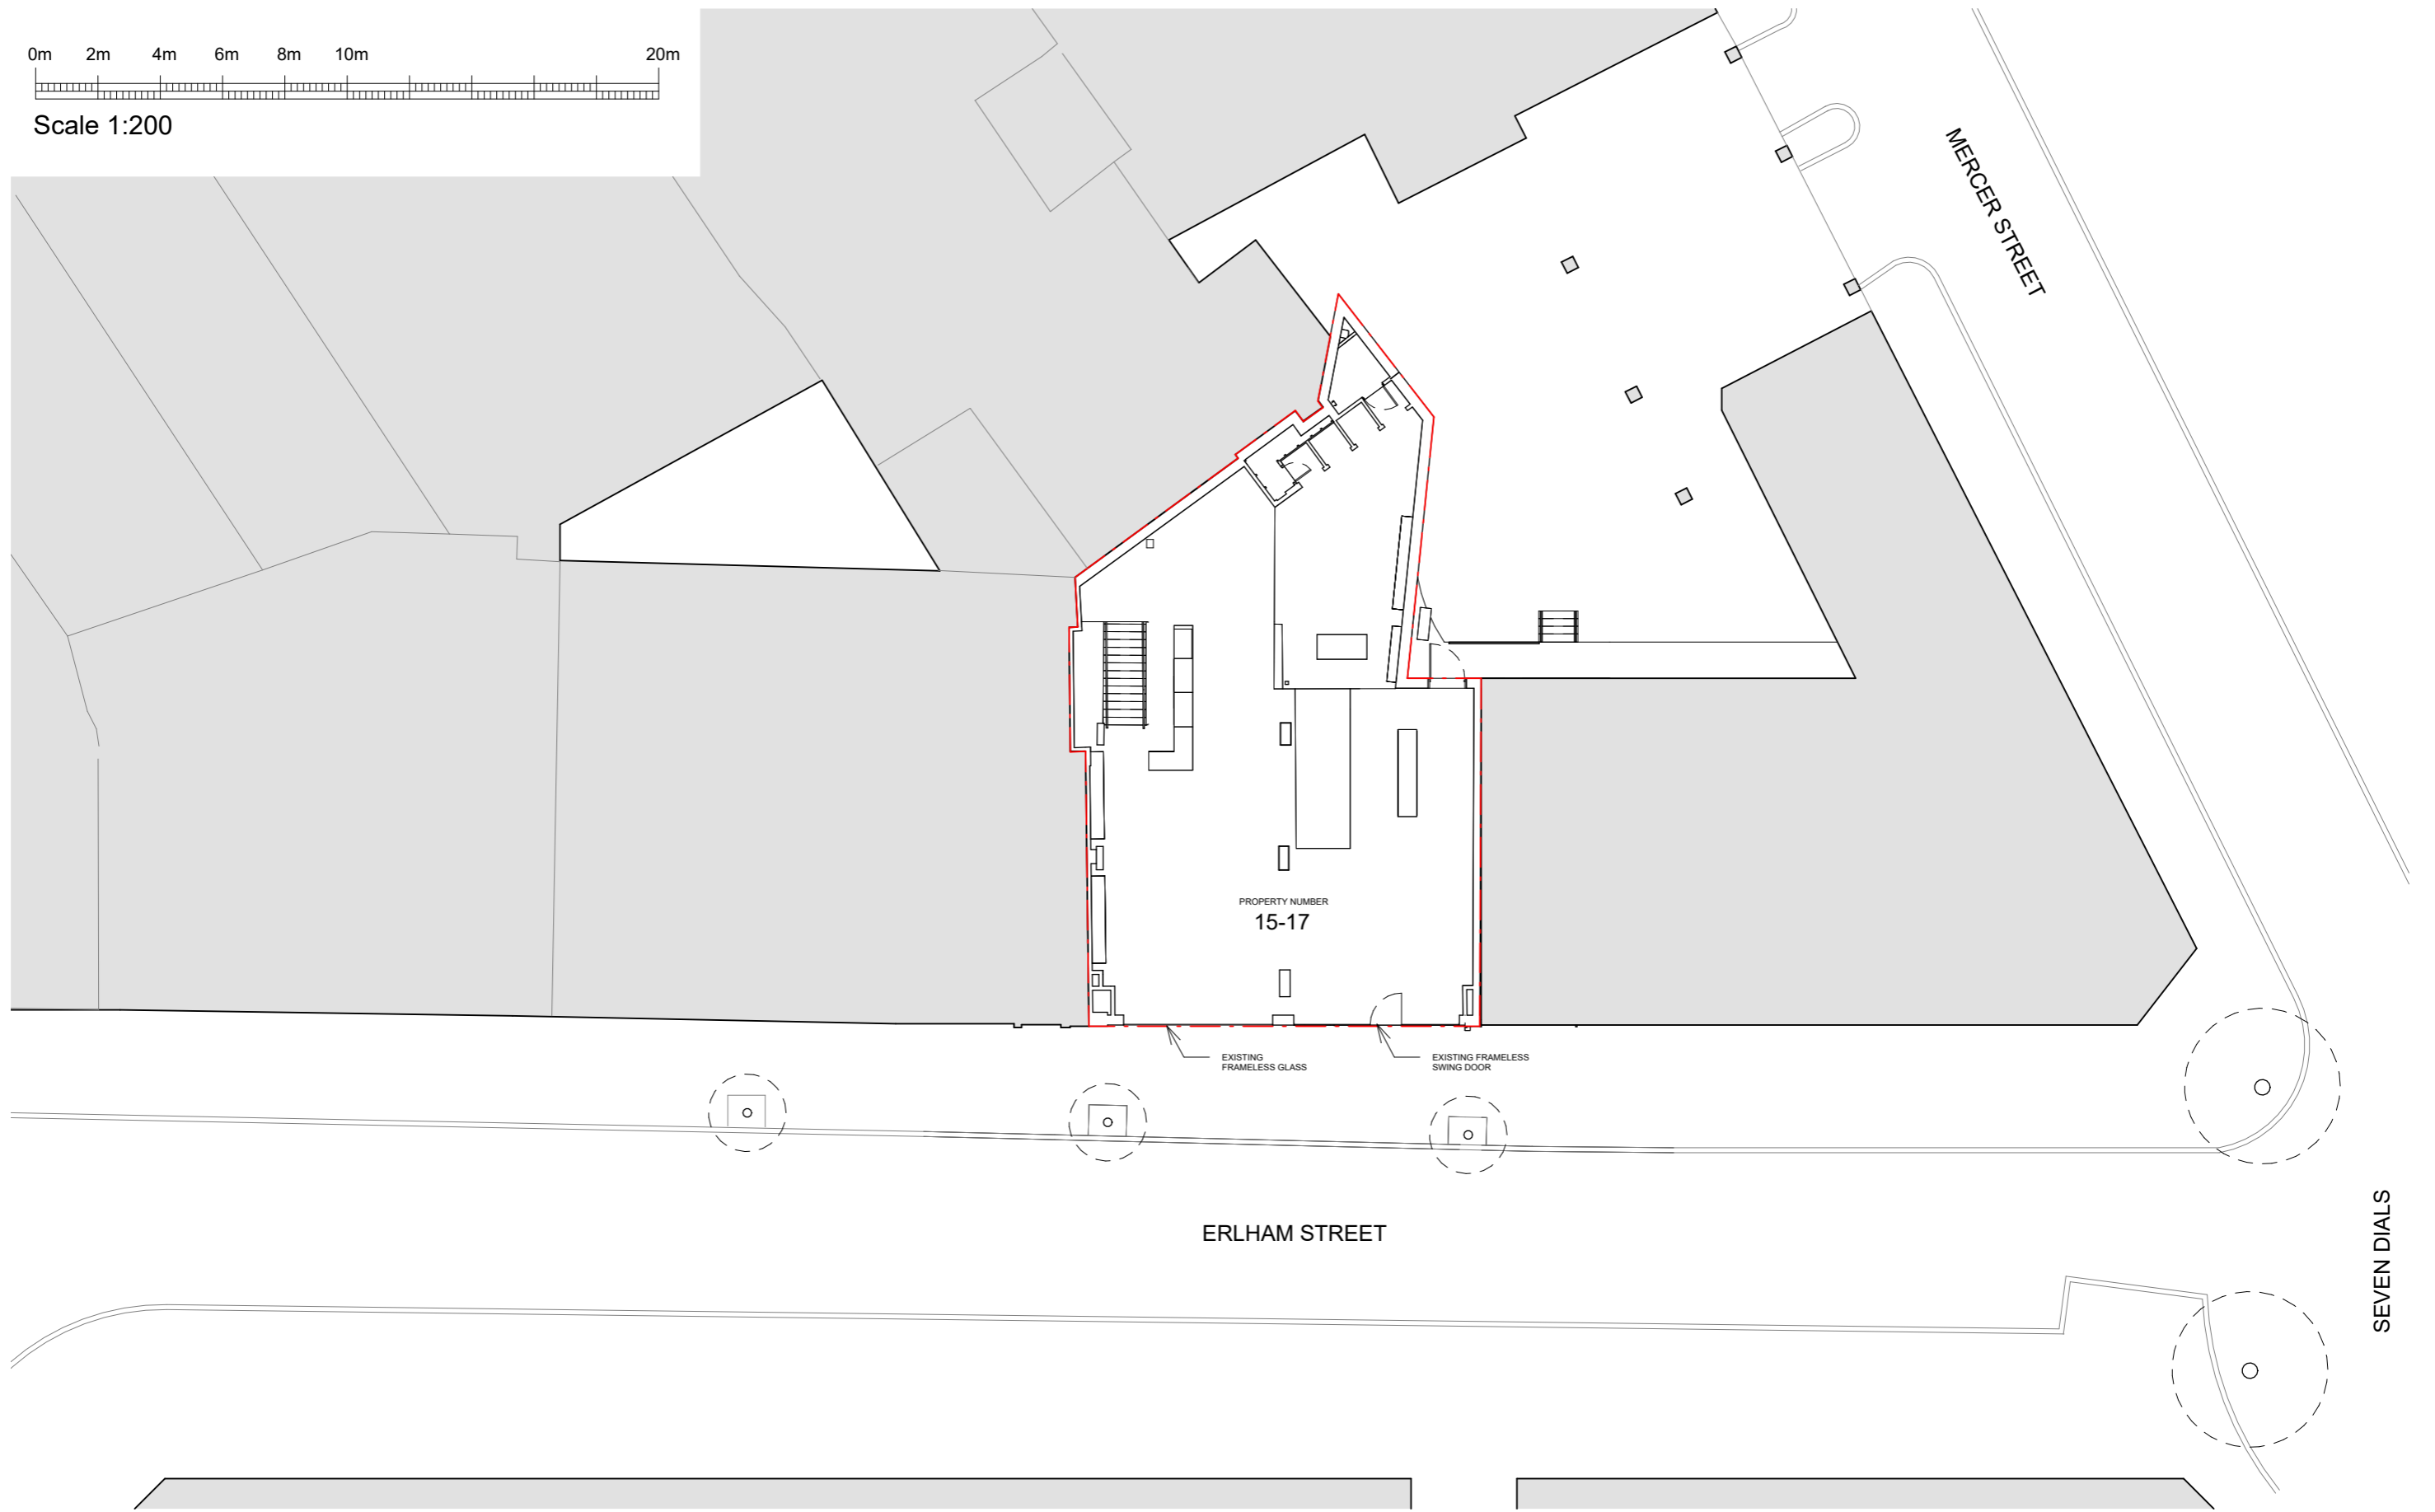 0m 2m 4m 6m 8m 10m 20m
Scale 1:200
MERCER STREET
PROPERTY NUMBER
15-17
EXISTING
FRAMELESS GLASS
EXISTING FRAMELESS
SWING DOOR
ERLHAM STREET
SEVEN DIALS